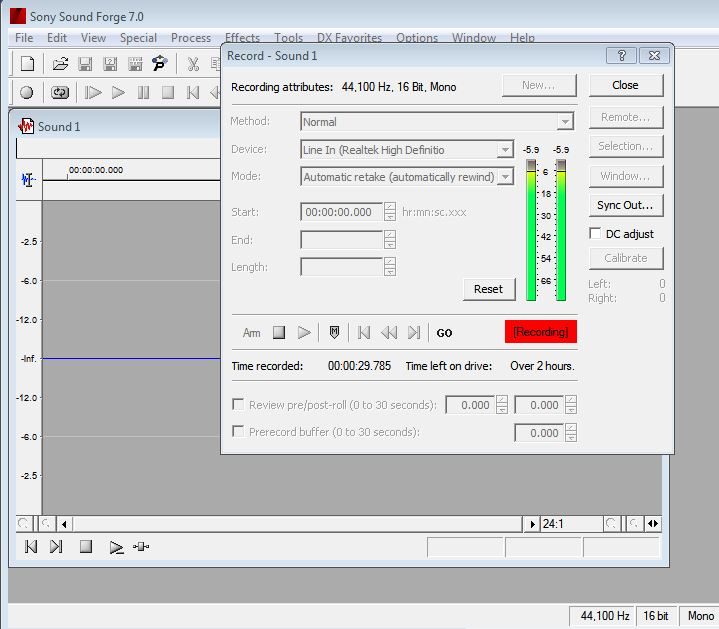 Sony Sound Forge 7.0
File Edit View Special Process Effects Tools DX Favorites Options Window Help
Record - Sound 1
Recording attributes: 44,100 Hz, 16 Bit, Mono New... Close
Method: Normal Remote...
Device: Line In (Realtek High Definitio -5.9 -5.9 Selection...
Mode: Automatic retake (automatically rewind) Window...
Start: 00:00:00.000 hr:mn:sc.xxx Sync Out...
End: DC adjust
Length: Calibrate
6
18
30
42
54
66
Left: 0
Right: 0
Reset
Arm GO [Recording]
Time recorded: 00:00:29.785 Time left on drive: Over 2 hours.
Review pre/post-roll (0 to 30 seconds): 0.000 0.000
Prerecord buffer (0 to 30 seconds): 0.000
Sound 1
00:00:00.000
-2.5
-6.0
-12.0
-Inf.
-12.0
-6.0
-2.5
24:1
44,100 Hz 16 bit Mono